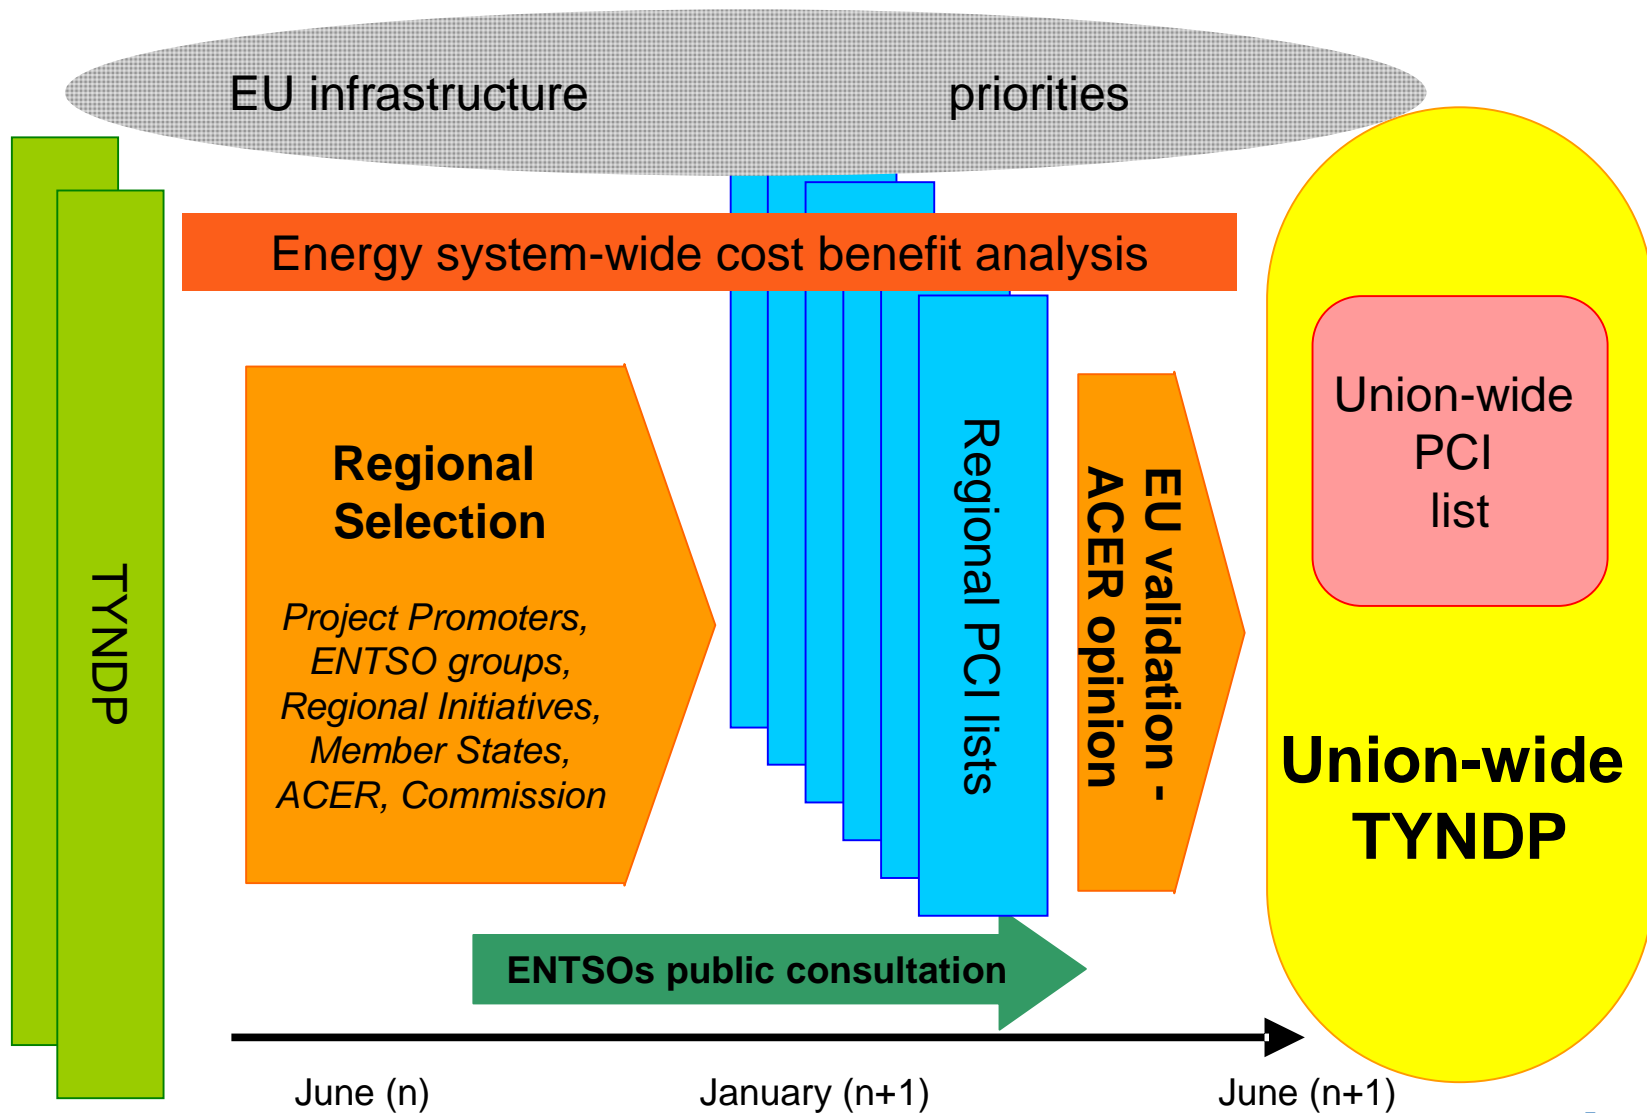 EU infrastructure priorities
Energy system-wide cost benefit analysis
TYNDP
Regional
Selection
Project Promoters,
ENTSO groups,
Regional Initiatives,
Member States,
ACER, Commission
Regional PCI lists
EU validation -
ACER opinion
Union-wide
PCI
list
Union-wide
TYNDP
ENTSOs public consultation
June (n)
January (n+1)
June (n+1)